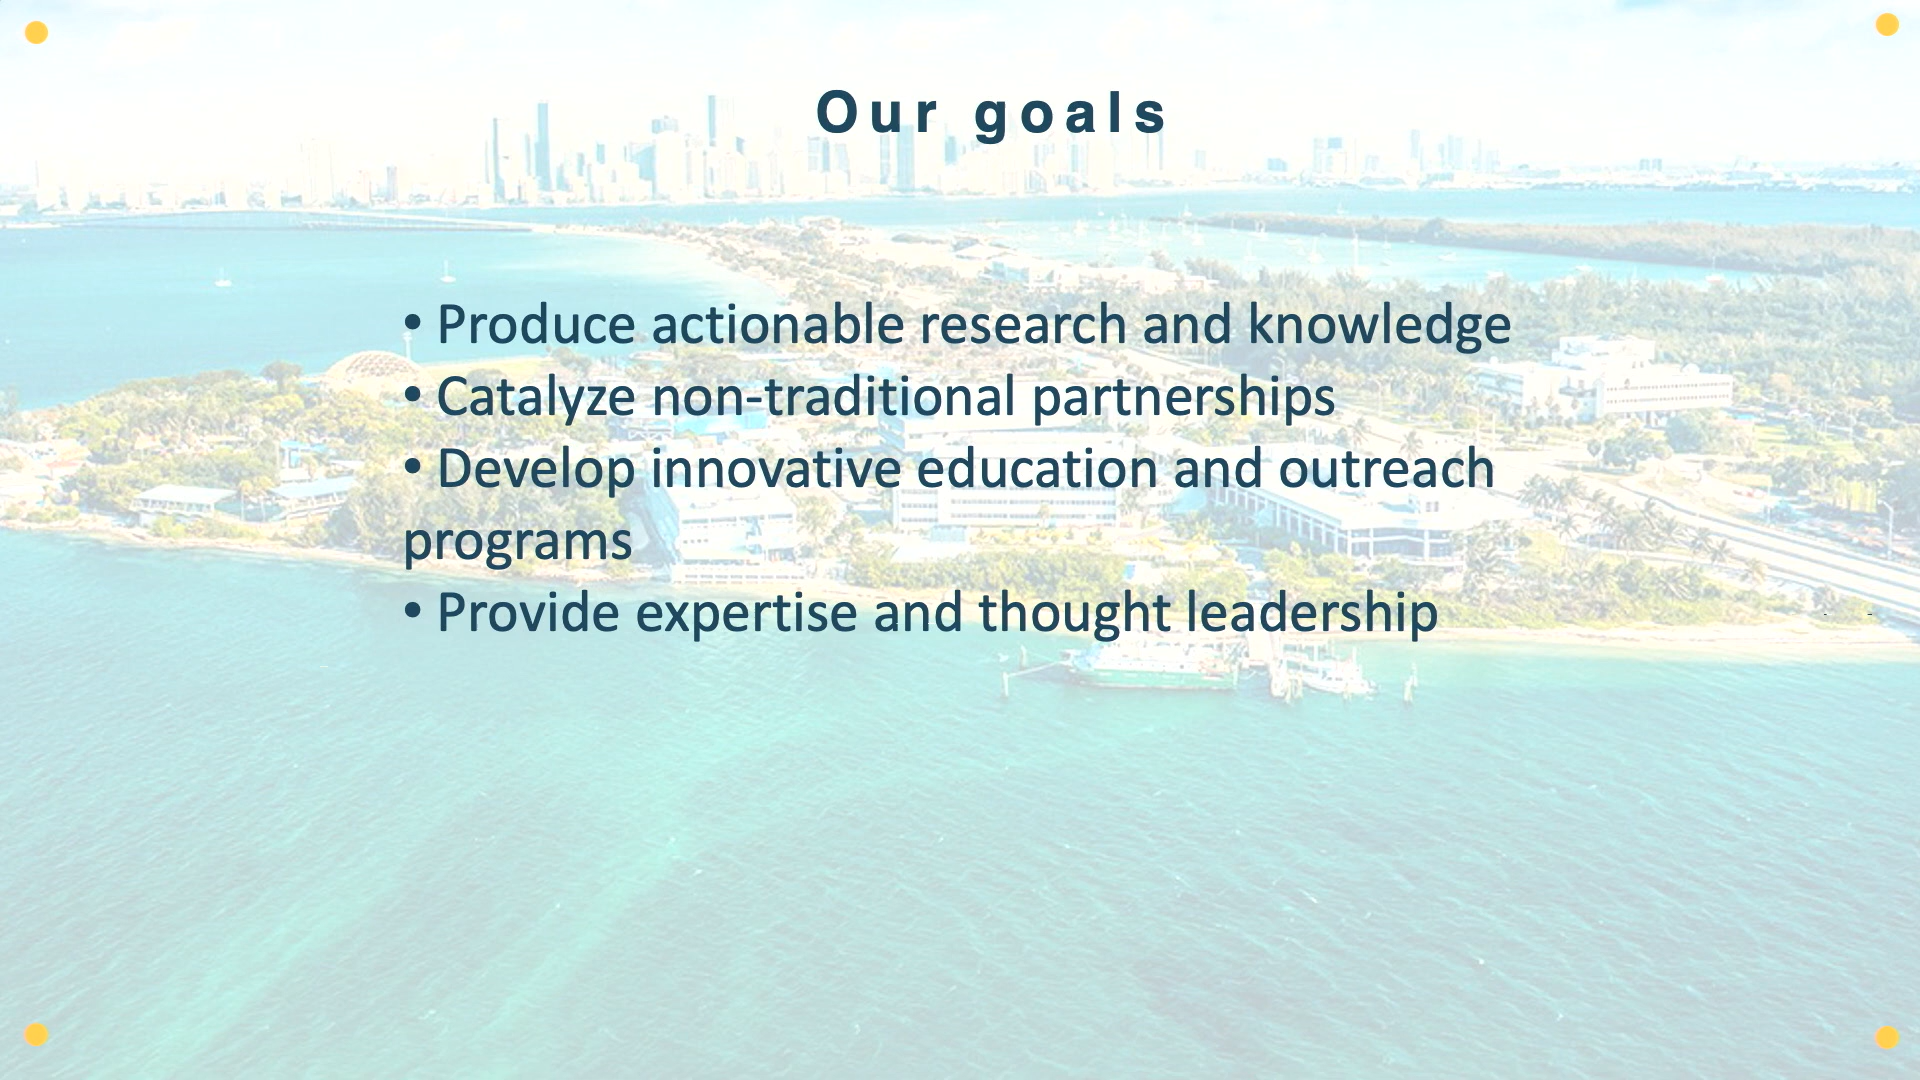 Our goals
• Produce actionable research and knowledge
• Catalyze non-traditional partnerships
• Develop innovative education and outreach
programs
• Provide expertise and thought leadership